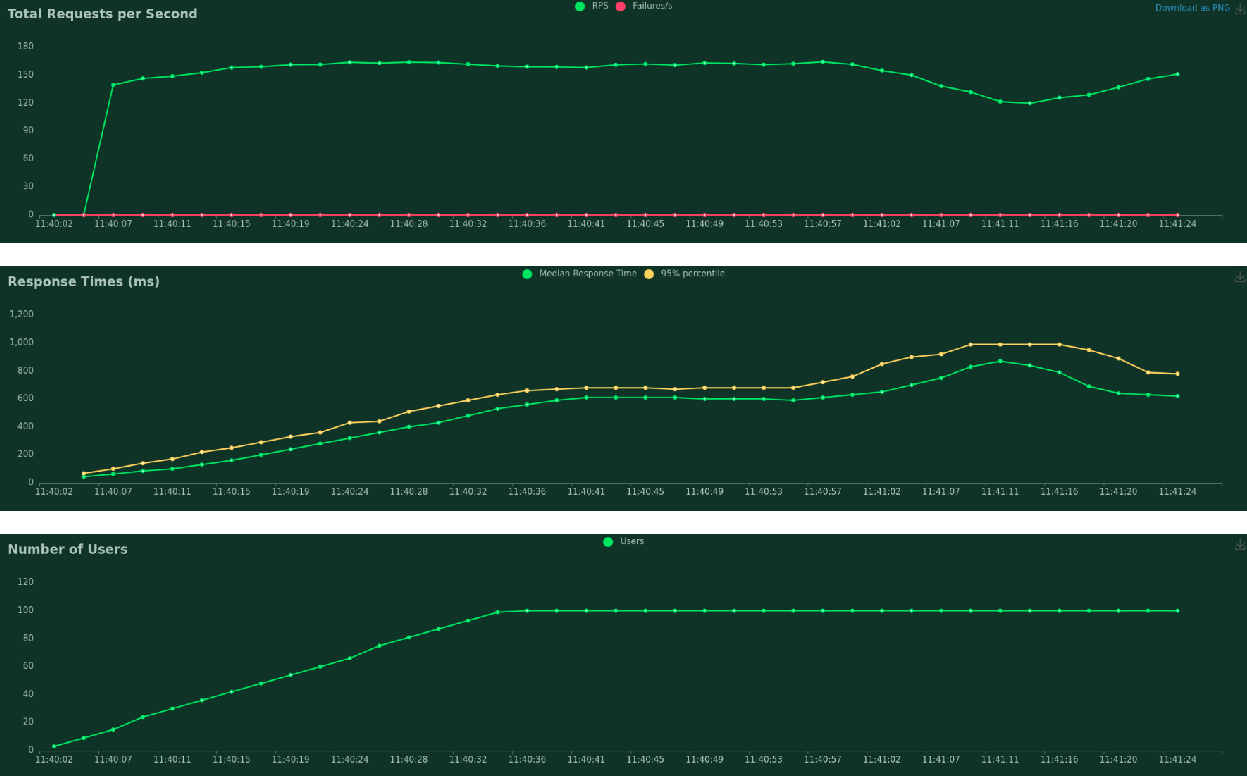 Total Requests per Second
RPS Failures/s
Download as PNG
180
150
120
90
60
30
0
11:40:02 11:40:07 11:40:11 11:40:15 11:40:19 11:40:24 11:40:28 11:40:32 11:40:36 11:40:41 11:40:45 11:40:49 11:40:53 11:40:57 11:41:02 11:41:07 11:41:11 11:41:16 11:41:20 11:41:24
Response Times (ms)
Median Response Time 95% percentile
1,200
1,000
800
600
400
200
0
11:40:02 11:40:07 11:40:11 11:40:15 11:40:19 11:40:24 11:40:28 11:40:32 11:40:36 11:40:41 11:40:45 11:40:49 11:40:53 11:40:57 11:41:02 11:41:07 11:41:11 11:41:16 11:41:20 11:41:24
Number of Users
Users
120
100
80
60
40
20
0
11:40:02 11:40:07 11:40:11 11:40:15 11:40:19 11:40:24 11:40:28 11:40:32 11:40:36 11:40:41 11:40:45 11:40:49 11:40:53 11:40:57 11:41:02 11:41:07 11:41:11 11:41:16 11:41:20 11:41:24